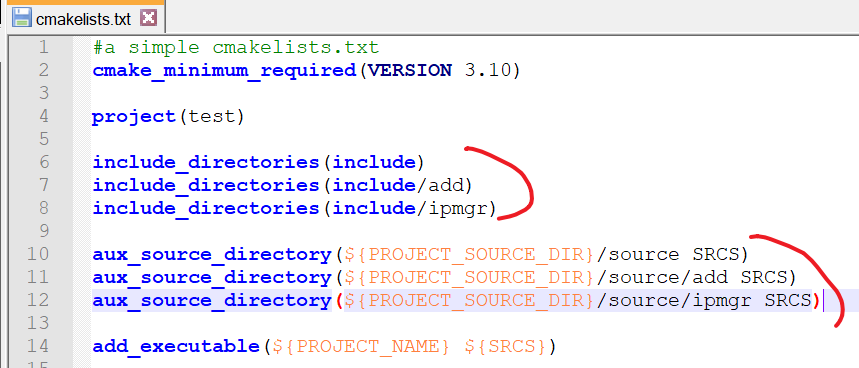 cmakelists.txt
1 #a simple cmakelists.txt
2 cmake_minimum_required(VERSION 3.10)
3
4 project(test)
5
6 include_directories(include)
7 include_directories(include/add)
8 include_directories(include/ipmgr)
9
10 aux_source_directory(${PROJECT_SOURCE_DIR}/source SRCS)
11 aux_source_directory(${PROJECT_SOURCE_DIR}/source/add SRCS)
12 aux_source_directory(${PROJECT_SOURCE_DIR}/source/ipmgr SRCS)
13
14 add_executable(${PROJECT_NAME} ${SRCS})
15